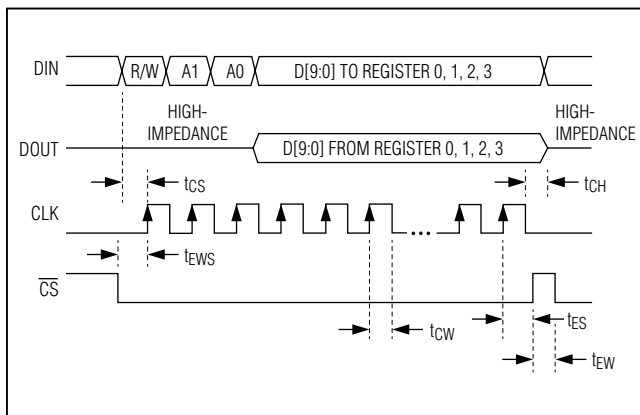 DIN
R/W
A1
A0
D[9:0] TO REGISTER 0, 1, 2, 3
HIGH-
IMPEDANCE
HIGH-
IMPEDANCE
DOUT
D[9:0] FROM REGISTER 0, 1, 2, 3
tCS
tCH
CLK
...
tEWS
CS
tCW
tES
tEW